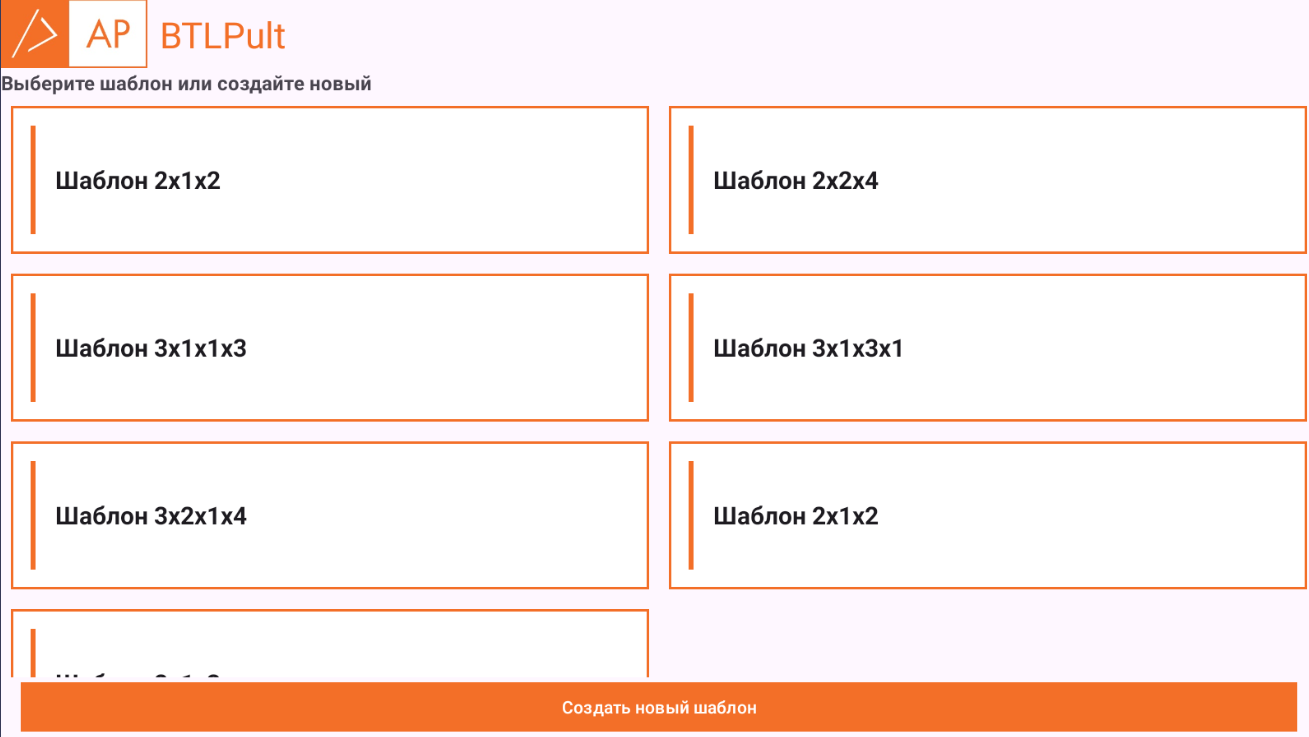 AP BTLPult
Выберите шаблон или создайте новый
Шаблон 2x1x2
Шаблон 2x2x4
Шаблон 3x1x1x3
Шаблон 3x1x3x1
Шаблон 3x2x1x4
Шаблон 2x1x2
Создать новый шаблон